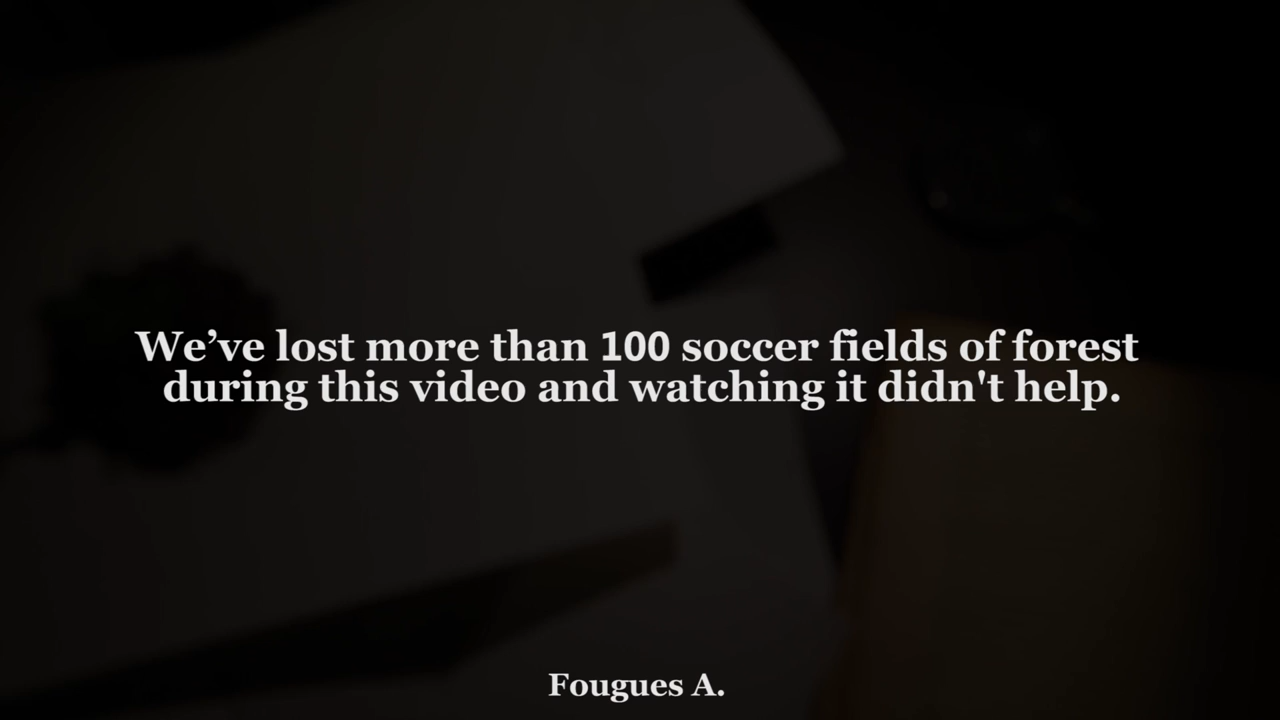 We’ve lost more than 100 soccer fields of forest
during this video and watching it didn't help.
Fougues A.